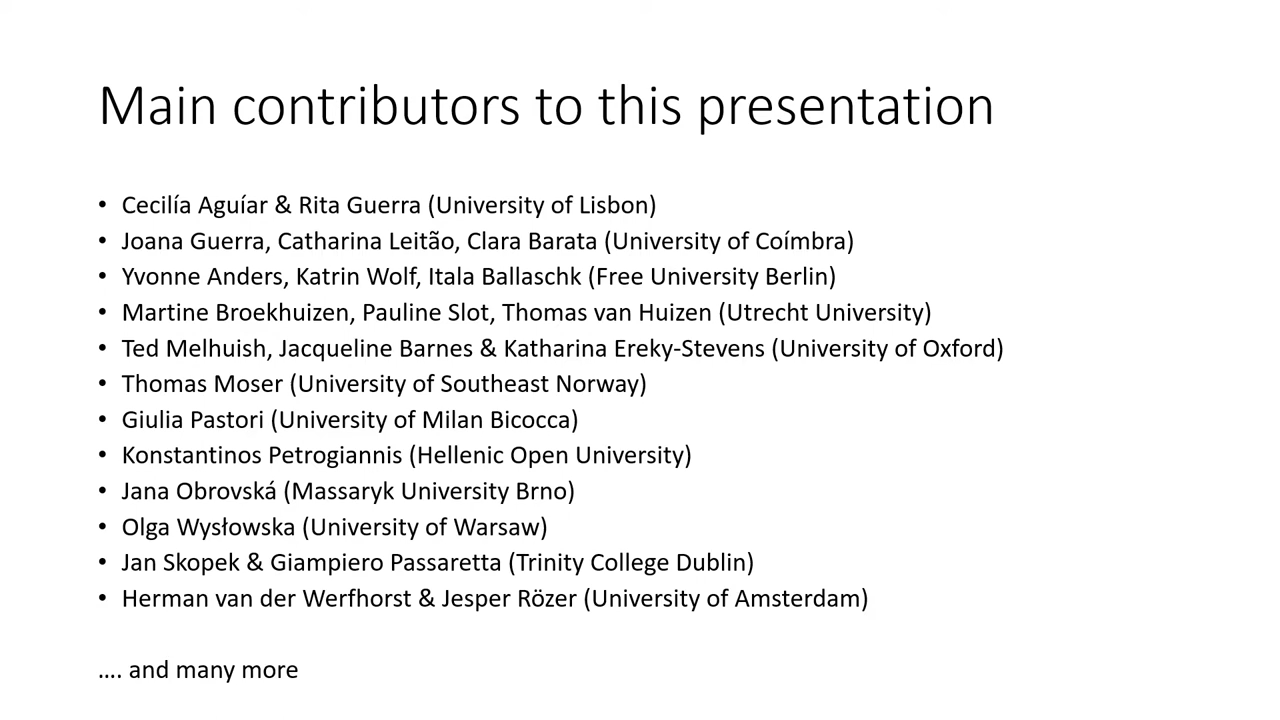 Main contributors to this presentation
• Cecilía Aguíar & Rita Guerra (University of Lisbon)
• Joana Guerra, Catharina Leitão, Clara Barata (University of Coímbra)
• Yvonne Anders, Katrin Wolf, Itala Ballaschk (Free University Berlin)
• Martine Broekhuizen, Pauline Slot, Thomas van Huizen (Utrecht University)
• Ted Melhuish, Jacqueline Barnes & Katharina Ereky-Stevens (University of Oxford)
• Thomas Moser (University of Southeast Norway)
• Giulia Pastori (University of Milan Bicocca)
• Konstantinos Petrogiannis (Hellenic Open University)
• Jana Obrovská (Massaryk University Brno)
• Olga Wysłowska (University of Warsaw)
• Jan Skopek & Giampiero Passaretta (Trinity College Dublin)
• Herman van der Werfhorst & Jesper Rözer (University of Amsterdam)
.... and many more